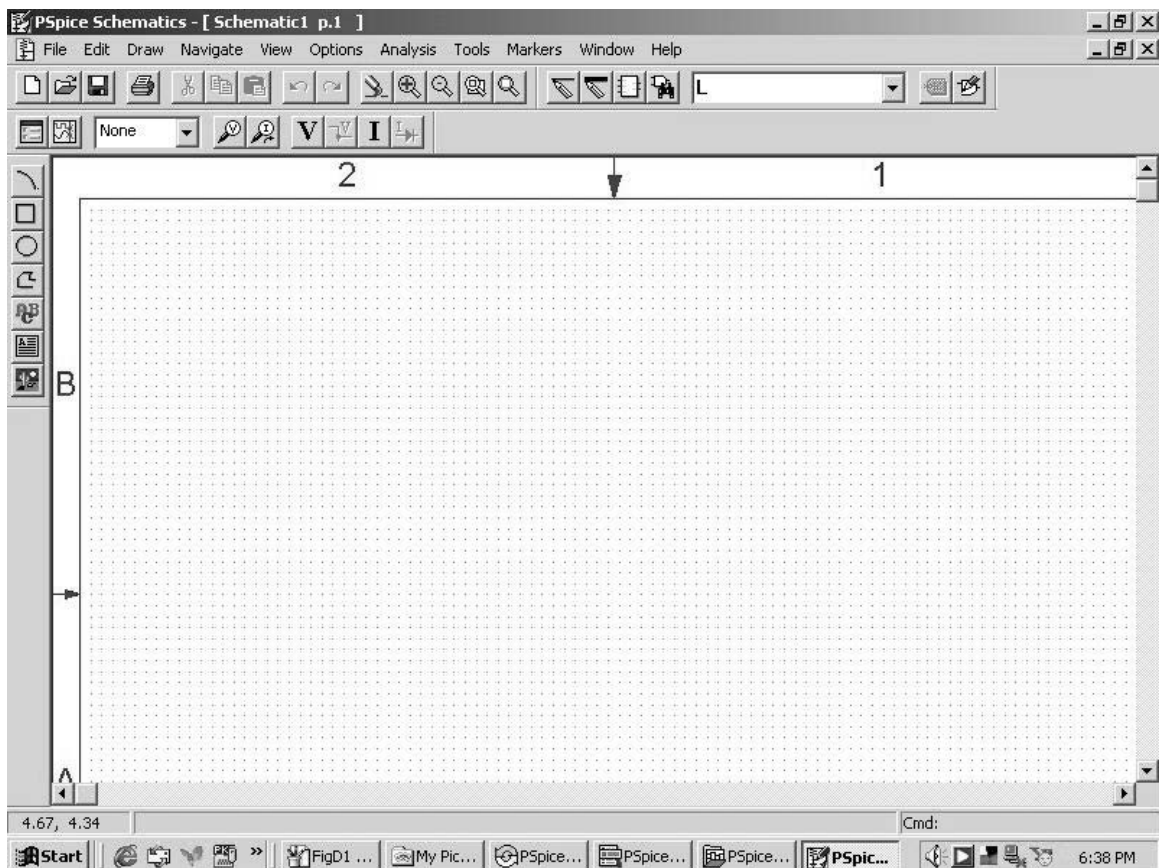 PSpice Schematics - [ Schematic1 p.1 ]
File Edit Draw Navigate View Options Analysis Tools Markers Window Help
L
None V V V I I
2 1
B
A
4.67, 4.34 Cmd:
Start » FigD1 ... My Pic... PSpice... PSpice... PSpice... PSpic... 6:38 PM